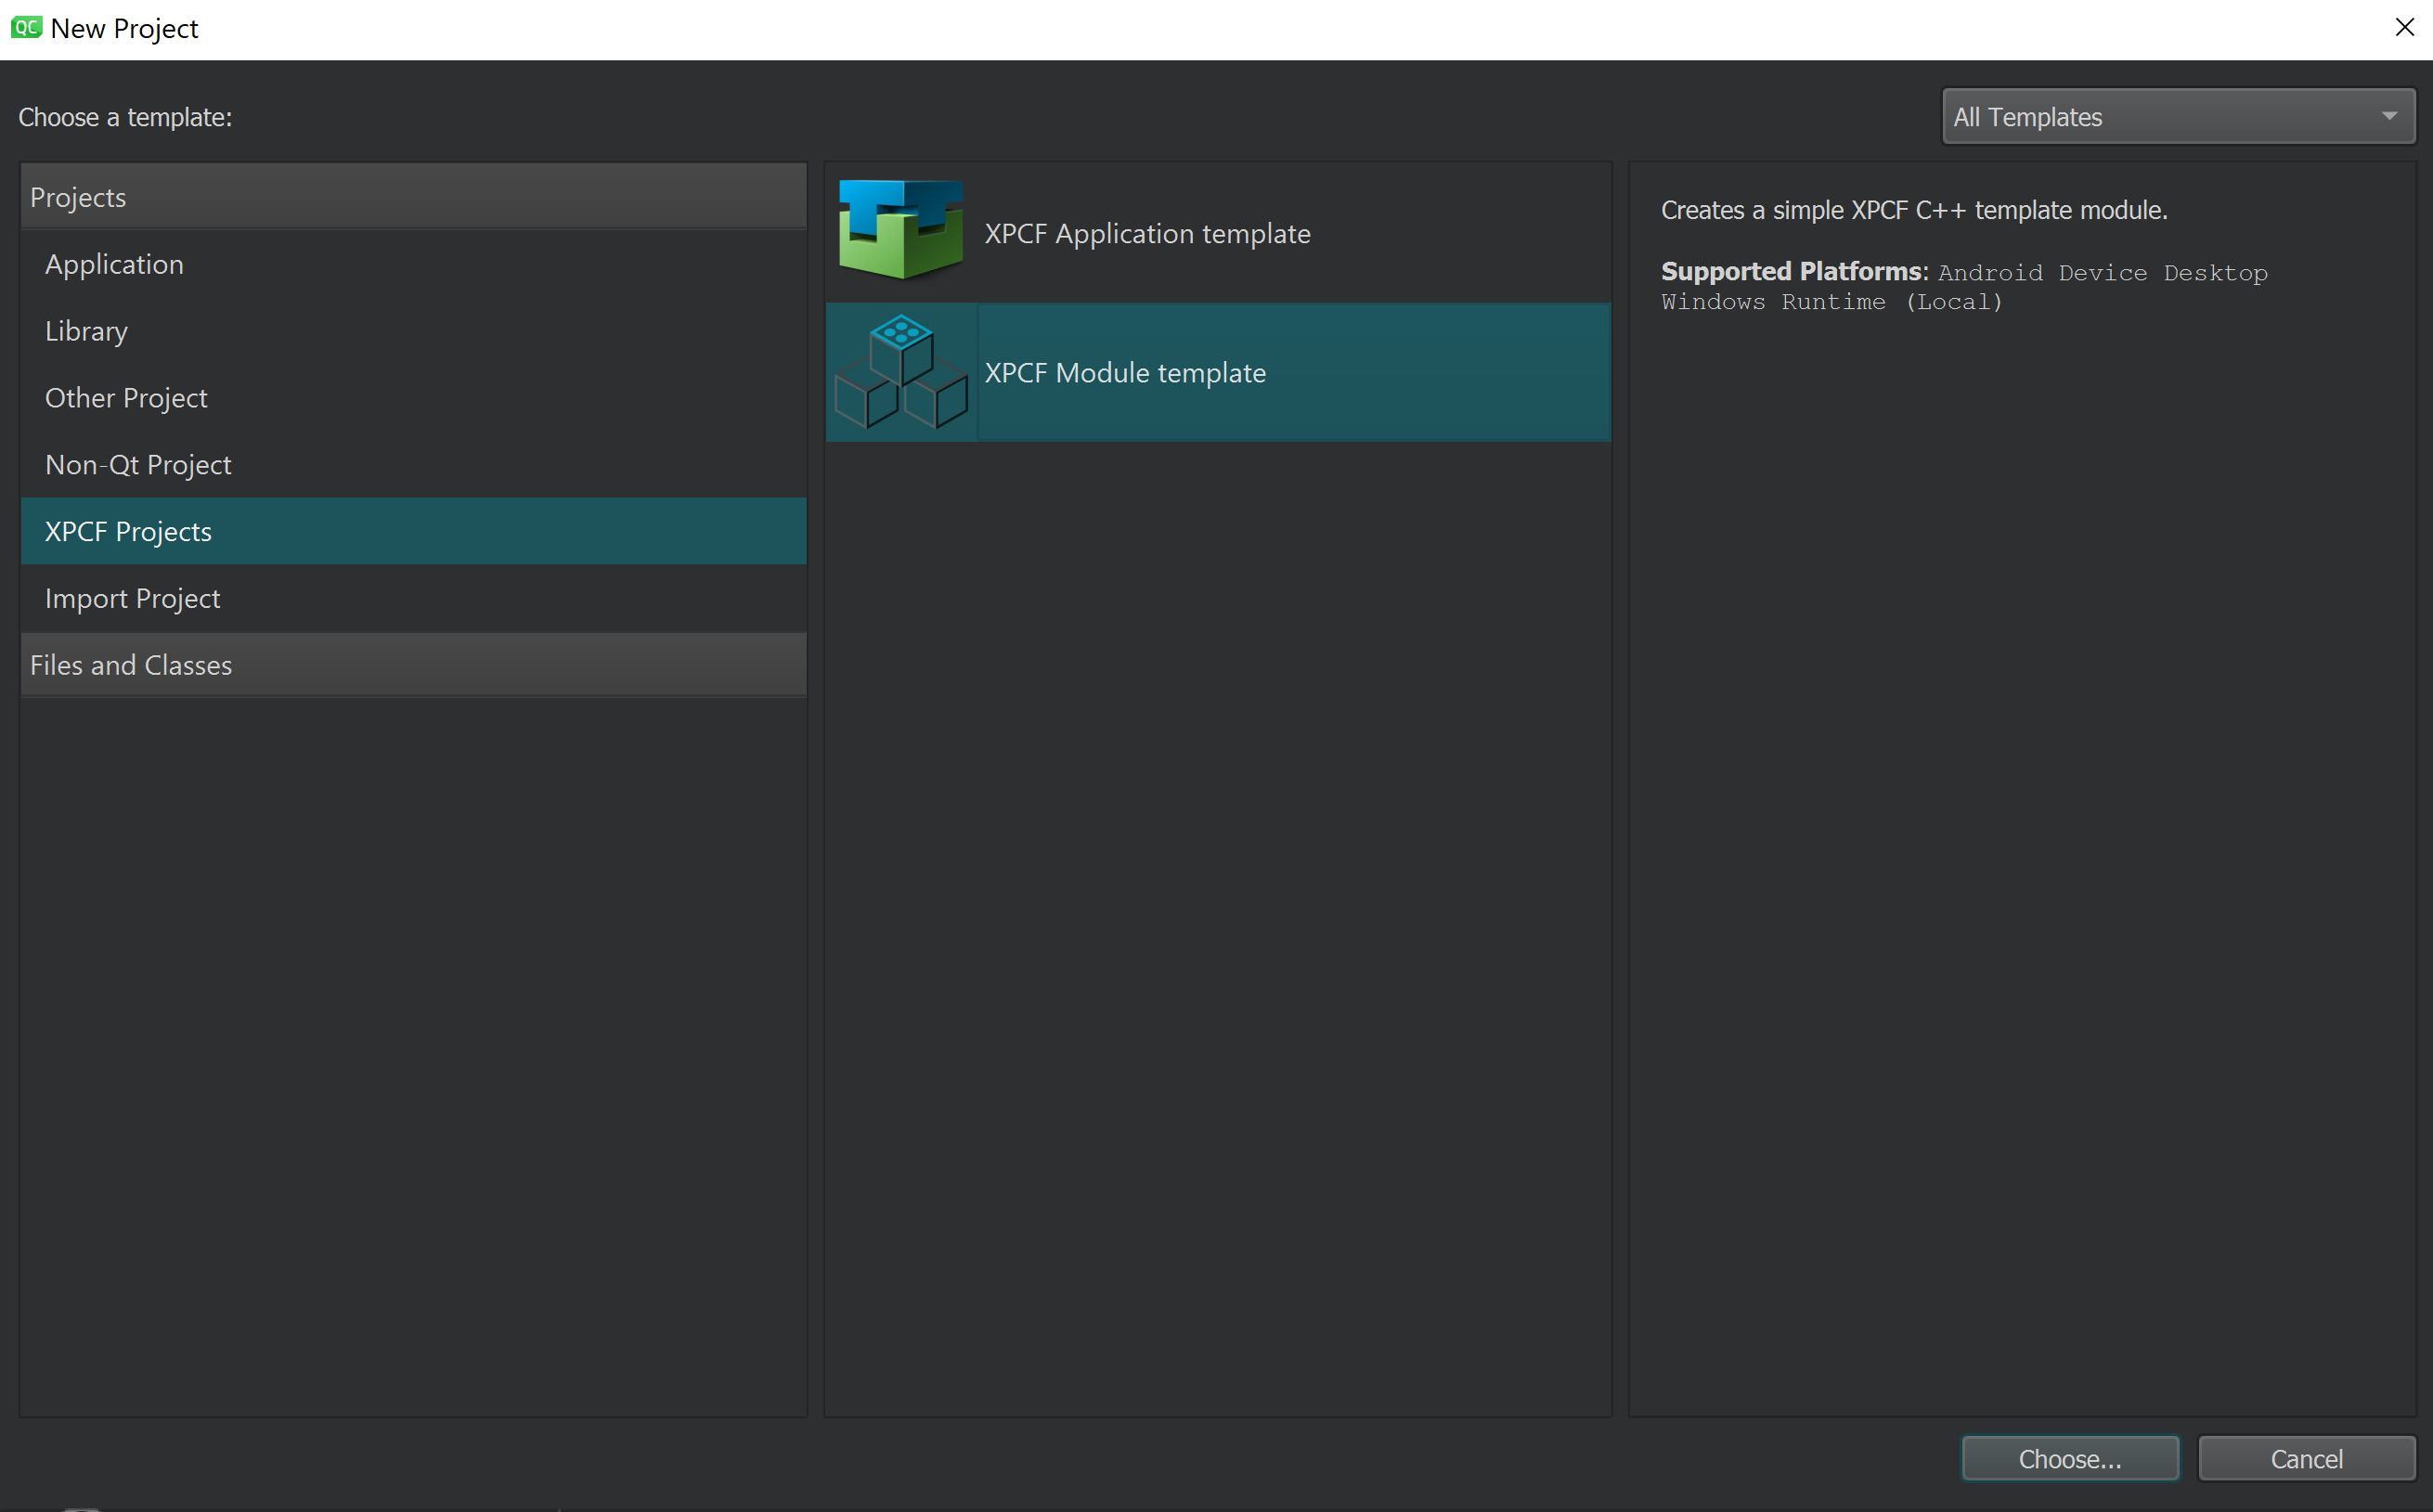 QC New Project
Choose a template:
All Templates
Projects
Application
Library
Other Project
Non-Qt Project
XPCF Projects
Import Project
Files and Classes
XPCF Application template
XPCF Module template
Creates a simple XPCF C++ template module.
Supported Platforms: Android Device Desktop
Windows Runtime (Local)
Choose...
Cancel